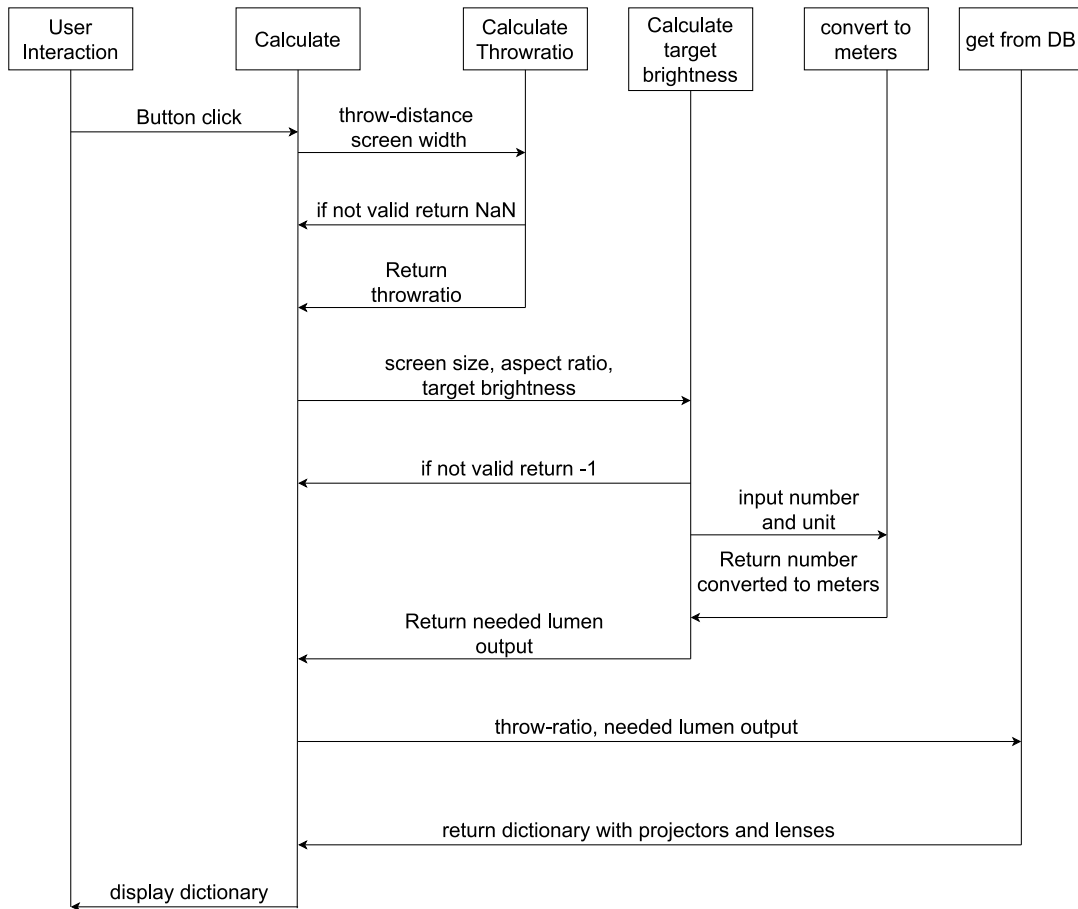 User
Interaction
Calculate
Calculate
Throwratio
Calculate
target
brightness
convert to
meters
get from DB
Button click
throw-distance
screen width
if not valid return NaN
Return
throwratio
screen size, aspect ratio,
target brightness
if not valid return -1
input number
and unit
Return number
converted to meters
Return needed lumen
output
throw-ratio, needed lumen output
return dictionary with projectors and lenses
display dictionary